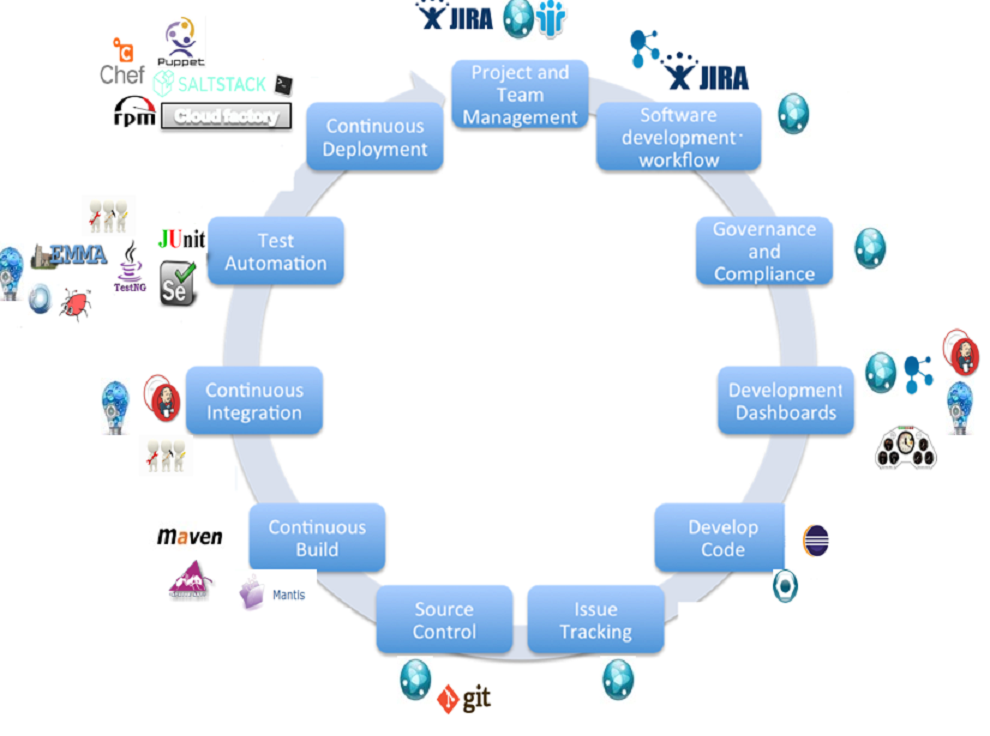 JIRA
Project and
Team
Management
JIRA
Software
development·
workflow
Governance
and
Compliance
Development
Dashboards
Develop
Code
Issue
Tracking
Source
Control
git
Continuous
Build
maven
Mantis
Continuous
Integration
Test
Automation
JUnit
EMMA
TestNG
Se
Continuous
Deployment
Puppet
C
Chef
SALTSTACK
>_
rpm
Cloud factory